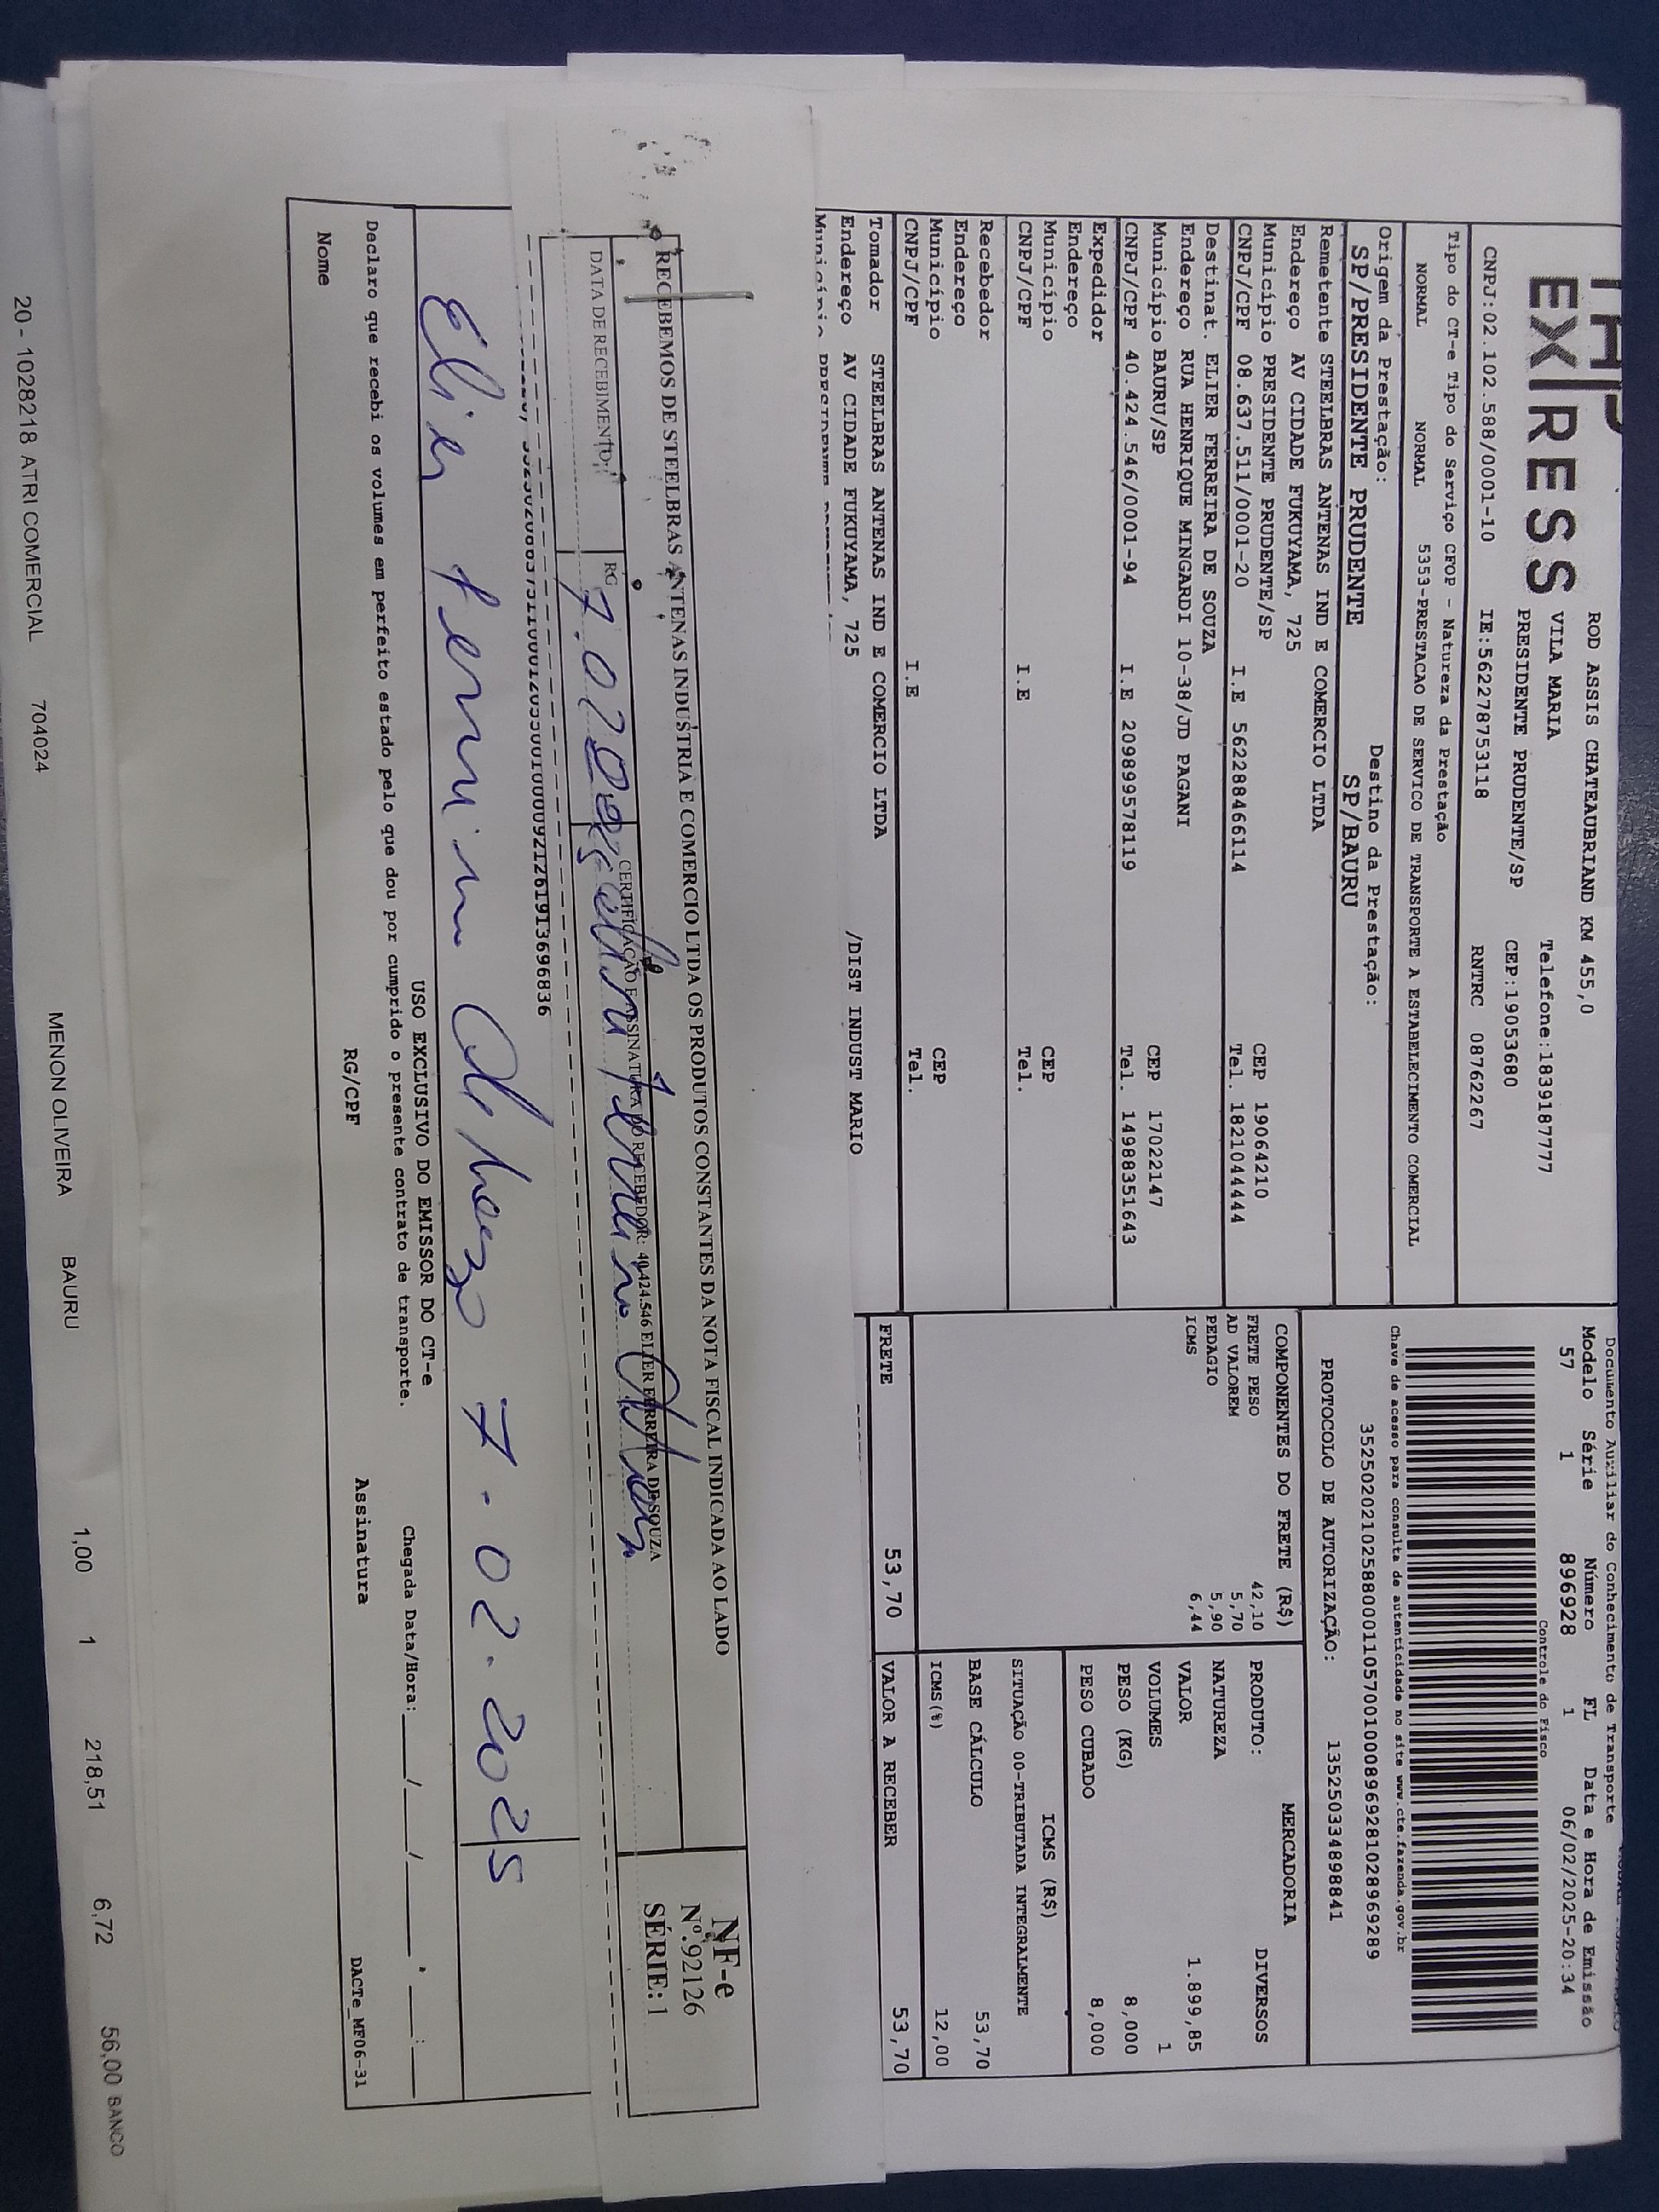 EXPRESS
ROD ASSIS CHATEAUBRIAND KM 455,0
VILA MARIA Telefone:1839187777
PRESIDENTE PRUDENTE/SP CEP:19053680
CNPJ:02.102.588/0001-10 IE:562278753118 RNTRC 08762267
Tipo do CT-e Tipo do Serviço CFOP - Natureza da Prestação
NORMAL NORMAL 5353-PRESTACAO DE SERVICO DE TRANSPORTE A ESTABELECIMENTO COMERCIAL
Origem da Prestação: Destino da Prestação:
SP/PRESIDENTE PRUDENTE SP/BAURU
Remetente STEELBRAS ANTENAS IND E COMERCIO LTDA
Endereço AV CIDADE FUKUYAMA, 725
Município PRESIDENTE PRUDENTE/SP CEP 19064210
CNPJ/CPF 08.637.511/0001-20 I.E 562288466114 Tel. 1821044444
Destinat. ELIER FERREIRA DE SOUZA
Endereço RUA HENRIQUE MINGARDI 10-38/JD PAGANI
Município BAURU/SP CEP 17022147
CNPJ/CPF 40.424.546/0001-94 I.E 209899578119 Tel. 14988351643
Expedidor
Endereço
Município CEP
CNPJ/CPF I.E Tel.
Recebedor
Endereço
Município CEP
CNPJ/CPF I.E Tel.
Tomador STEELBRAS ANTENAS IND E COMERCIO LTDA
Endereço AV CIDADE FUKUYAMA, 725 /DIST INDUST MARIO
Município
Documento Auxiliar do Conhecimento de Transporte
Modelo Série Número FL Data e Hora de Emissão
57 1 896928 1 06/02/2025-20:34
Controle do Fisco
Chave de acesso para consulta de autenticidade no site www.cte.fazenda.gov.br
35250202102588000110570010008969281028969289
PROTOCOLO DE AUTORIZAÇÃO: 135250334898841
COMPONENTES DO FRETE (R$)
FRETE PESO 42,10
AD VALOREM 5,70
PEDAGIO 5,90
ICMS 6,44
MERCADORIA
PRODUTO: DIVERSOS
NATUREZA
VALOR 1.899,85
VOLUMES 1
PESO (KG) 8,000
PESO CUBADO 8,000
ICMS (R$)
SITUAÇÃO 00-TRIBUTADA INTEGRALMENTE
BASE CÁLCULO 53,70
ICMS(%) 12,00
FRETE 53,70 VALOR A RECEBER 53,70
RECEBEMOS DE STEELBRAS ANTENAS INDUSTRIA E COMERCIO LTDA OS PRODUTOS CONSTANTES DA NOTA FISCAL INDICADA AO LADO
NF-e
Nº.92126
SÉRIE:1
DATA DE RECEBIMENTO RG CERTIFICAÇÃO E ASSINATURA DO RECEBEDOR: 40.424.546 ELIER FERREIRA DE SOUZA
7.02
7-02-2025
USO EXCLUSIVO DO EMISSOR DO CT-e
Declaro que recebi os volumes em perfeito estado pelo que dou por cumprido o presente contrato de transporte. Chegada Data/Hora:___/___/_____ ___:___
Nome RG/CPF Assinatura DACTe_MF06-31
20 - 1028218 ATRI COMERCIAL 704024 MENON OLIVEIRA BAURU 1,00 1 218,51 6,72 56,00 BANCO